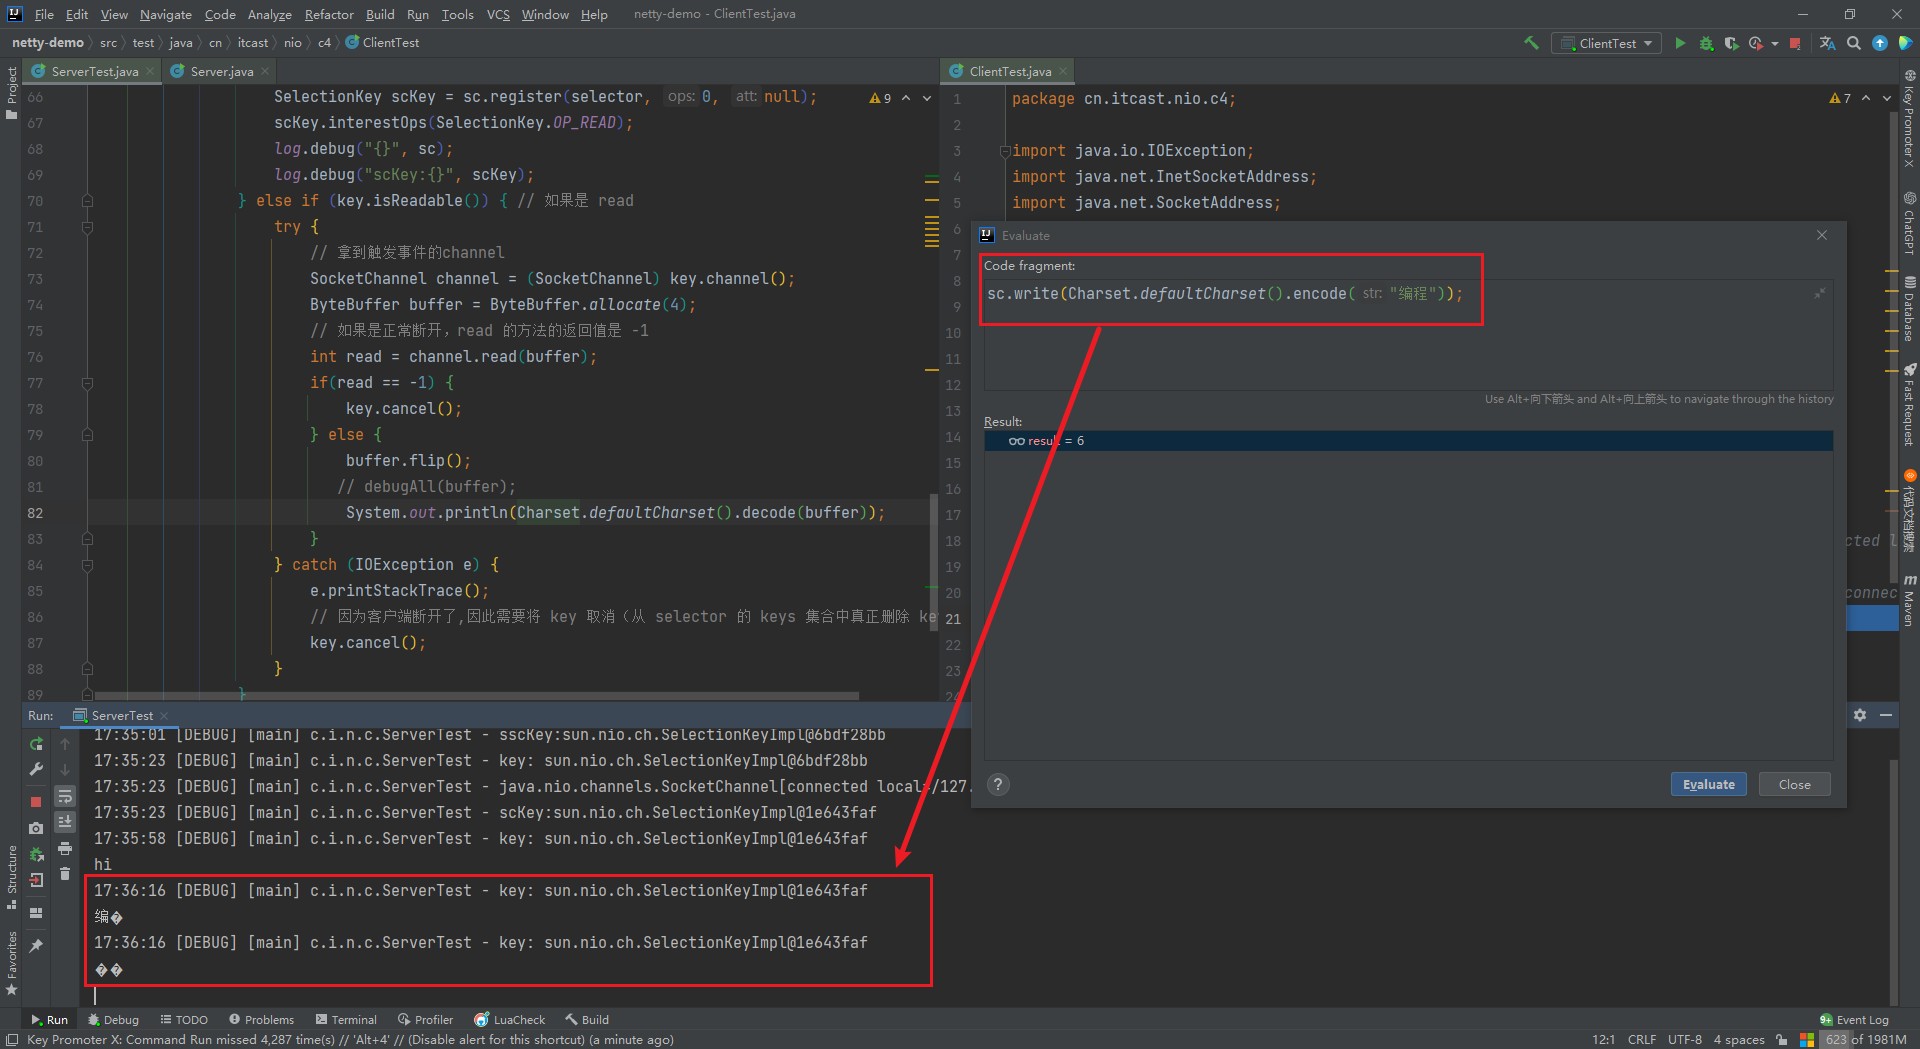 File Edit View Navigate Code Analyze Refactor Build Run Tools VCS Window Help netty-demo - ClientTest.java
netty-demo src test java cn itcast nio c4 ClientTest
ClientTest
Project
ServerTest.java
Server.java
66 SelectionKey scKey = sc.register(selector, ops: 0, att: null);
9
67 scKey.interestOps(SelectionKey.OP_READ);
68 log.debug("{}", sc);
69 log.debug("scKey:{}", scKey);
70 } else if (key.isReadable()) { // 如果是 read
71 try {
72 // 拿到触发事件的channel
73 SocketChannel channel = (SocketChannel) key.channel();
74 ByteBuffer buffer = ByteBuffer.allocate(4);
75 // 如果是正常断开，read 的方法的返回值是 -1
76 int read = channel.read(buffer);
77 if(read == -1) {
78 key.cancel();
79 } else {
80 buffer.flip();
81 // debugAll(buffer);
82 System.out.println(Charset.defaultCharset().decode(buffer));
83 }
84 } catch (IOException e) {
85 e.printStackTrace();
86 // 因为客户端断开了,因此需要将 key 取消（从 selector 的 keys 集合中真正删除 ke
87 key.cancel();
88 }
89 }
ClientTest.java
1 package cn.itcast.nio.c4;
7
2
3 import java.io.IOException;
4 import java.net.InetSocketAddress;
5 import java.net.SocketAddress;
6
7
8
9
10
11
12
13
14
15
16
17
18
19
20
21
22
23
24
cted l
connec
Evaluate
Code fragment:
sc.write(Charset.defaultCharset().encode( str: "编程"));
Use Alt+向下箭头 and Alt+向上箭头 to navigate through the history
Result:
result = 6
?
Evaluate
Close
Key Promoter X
ChatGPT
Database
Fast Request
代码文档搜索
Maven
Run: ServerTest
17:35:01 [DEBUG] [main] c.i.n.c.ServerTest - sscKey:sun.nio.ch.SelectionKeyImpl@6bdf28bb
17:35:23 [DEBUG] [main] c.i.n.c.ServerTest - key: sun.nio.ch.SelectionKeyImpl@6bdf28bb
17:35:23 [DEBUG] [main] c.i.n.c.ServerTest - java.nio.channels.SocketChannel[connected local=/127.
17:35:23 [DEBUG] [main] c.i.n.c.ServerTest - scKey:sun.nio.ch.SelectionKeyImpl@1e643faf
17:35:58 [DEBUG] [main] c.i.n.c.ServerTest - key: sun.nio.ch.SelectionKeyImpl@1e643faf
hi
17:36:16 [DEBUG] [main] c.i.n.c.ServerTest - key: sun.nio.ch.SelectionKeyImpl@1e643faf
编�
17:36:16 [DEBUG] [main] c.i.n.c.ServerTest - key: sun.nio.ch.SelectionKeyImpl@1e643faf
��
Structure
Favorites
Run Debug TODO Problems Terminal Profiler LuaCheck Build
9+ Event Log
Key Promoter X: Command Run missed 4,287 time(s) // 'Alt+4' // (Disable alert for this shortcut) (a minute ago)
12:1 CRLF UTF-8 4 spaces 623 of 1981M